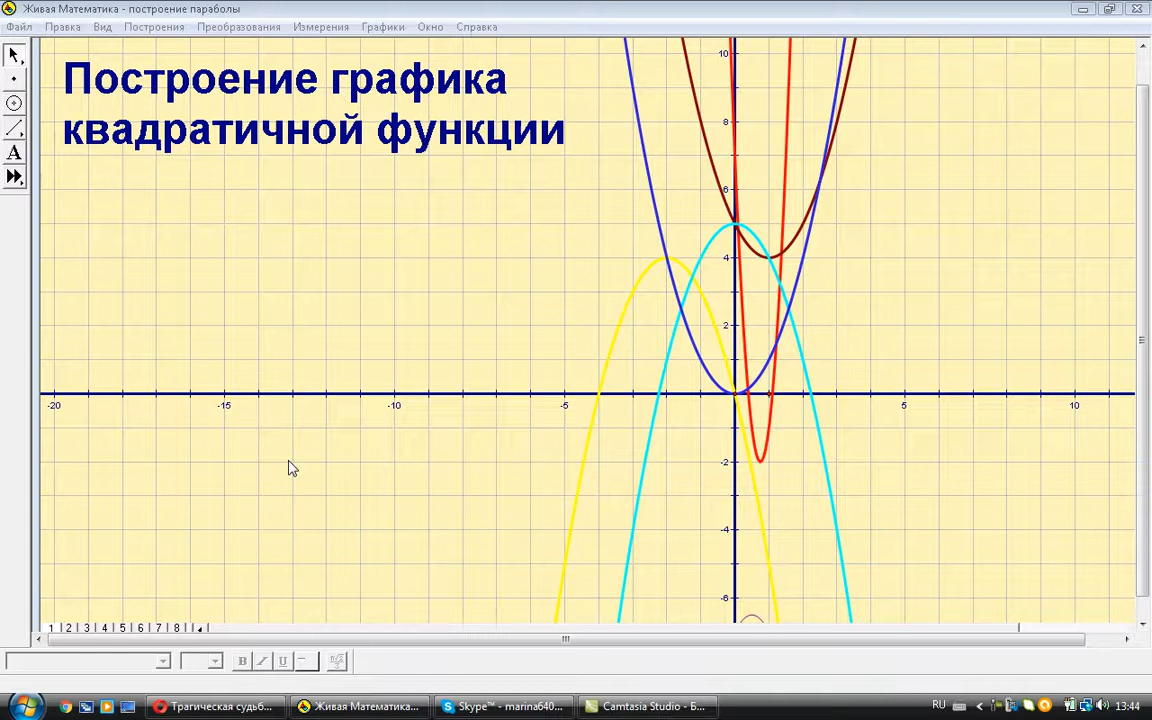 Живая Математика - построение параболы
Файл Правка Вид Построения Преобразования Измерения Графики Окно Справка
Построение графика
квадратичной функции
10
8
6
4
2
-20 -15 -10 -5 5 10
-2
-4
-6
1 2 3 4 5 6 7 8
B I U
Трагическая судьб... Живая Математика... Skype™ - marina640... Camtasia Studio - Б... RU 13:44